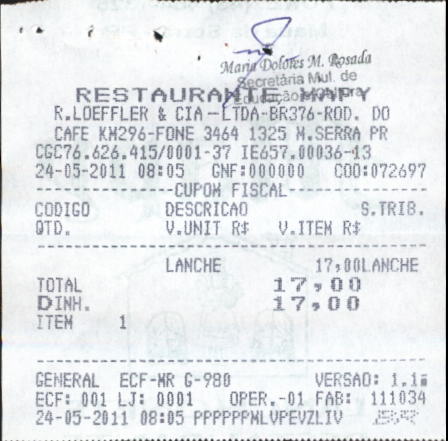 Maria Dolores M. Rosada
Secretária Mul. de
Educação e Cultura
RESTAURANTE MAPY
R.LOEFFLER & CIA-LTDA-BR376-ROD. DO
CAFE KM296-FONE 3464 1325 M.SERRA PR
CGC76.626.415/0001-37 IE657.00036-13
24-05-2011 08:05 GNF:000000 COO:072697
-----------------CUPOM FISCAL-----------------
CODIGO DESCRICAO S.TRIB.
QTD. V.UNIT R$ V.ITEM R$
LANCHE 17,00LANCHE
TOTAL 17,00
DINH. 17,00
ITEM 1
GENERAL ECF-MR G-980 VERSAO:
ECF: 001 LJ: 0001 OPER.-01 FAB: 111034
24-05-2011 08:05 PPPPPPMLVPEVZLIV